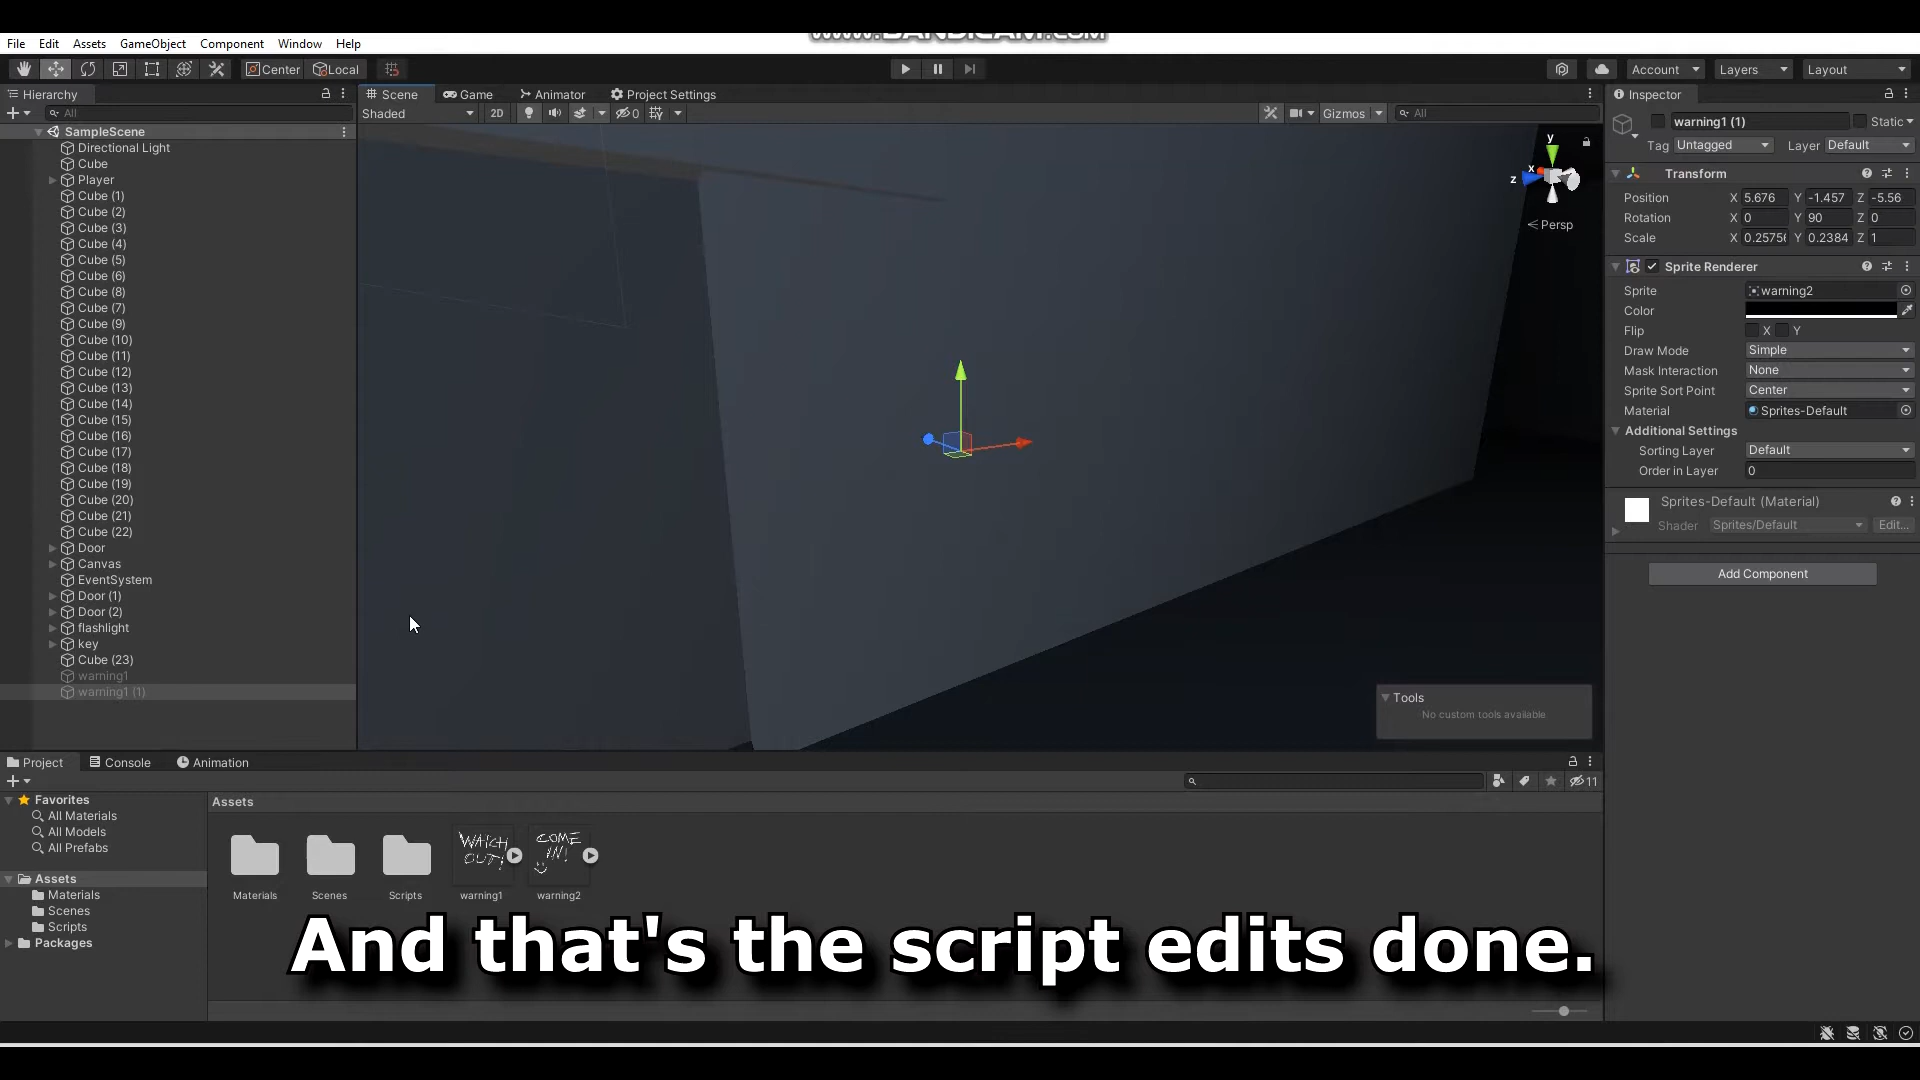 www.BANDICAM.com
File Edit Assets GameObject Component Window Help
Center Local Account Layers Layout
Hierarchy
All
SampleScene
Directional Light
Cube
Player
Cube (1)
Cube (2)
Cube (3)
Cube (4)
Cube (5)
Cube (6)
Cube (8)
Cube (7)
Cube (9)
Cube (10)
Cube (11)
Cube (12)
Cube (13)
Cube (14)
Cube (15)
Cube (16)
Cube (17)
Cube (18)
Cube (19)
Cube (20)
Cube (21)
Cube (22)
Door
Canvas
EventSystem
Door (1)
Door (2)
flashlight
key
Cube (23)
warning1
warning1 (1)
Scene Game Animator Project Settings
Shaded 2D 0 Gizmos All
y
x
z
Persp
Tools
No custom tools available
Inspector
warning1 (1) Static
Tag Untagged Layer Default
Transform
Position X 5.676 Y -1.457 Z -5.56
Rotation X 0 Y 90 Z 0
Scale X 0.25756 Y 0.2384 Z 1
Sprite Renderer
Sprite warning2
Color
Flip X Y
Draw Mode Simple
Mask Interaction None
Sprite Sort Point Center
Material Sprites-Default
Additional Settings
Sorting Layer Default
Order in Layer 0
Sprites-Default (Material)
Shader Sprites/Default Edit...
Add Component
Project Console Animation
11
Favorites
All Materials
All Models
All Prefabs
Assets
Materials
Scenes
Scripts
Packages
Assets
WATCH OUT!
COME IN!
Materials Scenes Scripts warning1 warning2
And that's the script edits done.